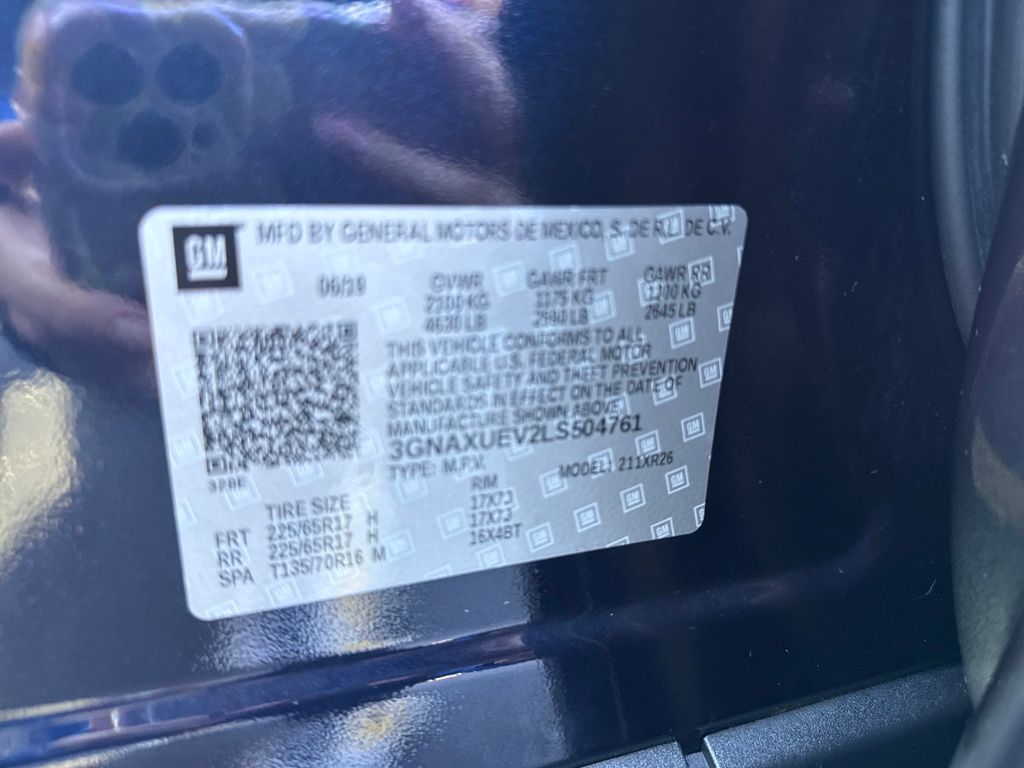 GM MFD BY GENERAL MOTORS DE MEXICO, S. DE R.L. DE C.V.
06/19 GVWR GAWR FRT GAWR RR
2100 KG 1175 KG 1200 KG
4630 LB 2590 LB 2645 LB
THIS VEHICLE CONFORMS TO ALL
APPLICABLE U.S. FEDERAL MOTOR
VEHICLE SAFETY AND THEFT PREVENTION
STANDARDS IN EFFECT ON THE DATE OF
MANUFACTURE SHOWN ABOVE.
3GNAXUEV2LS504761
TYPE: M.P.V. MODEL: 211XR26
TIRE SIZE RIM
FRT 225/65R17 H 17X7J
RR 225/65R17 H 17X7J
SPA T135/70R16 M 16X4BT